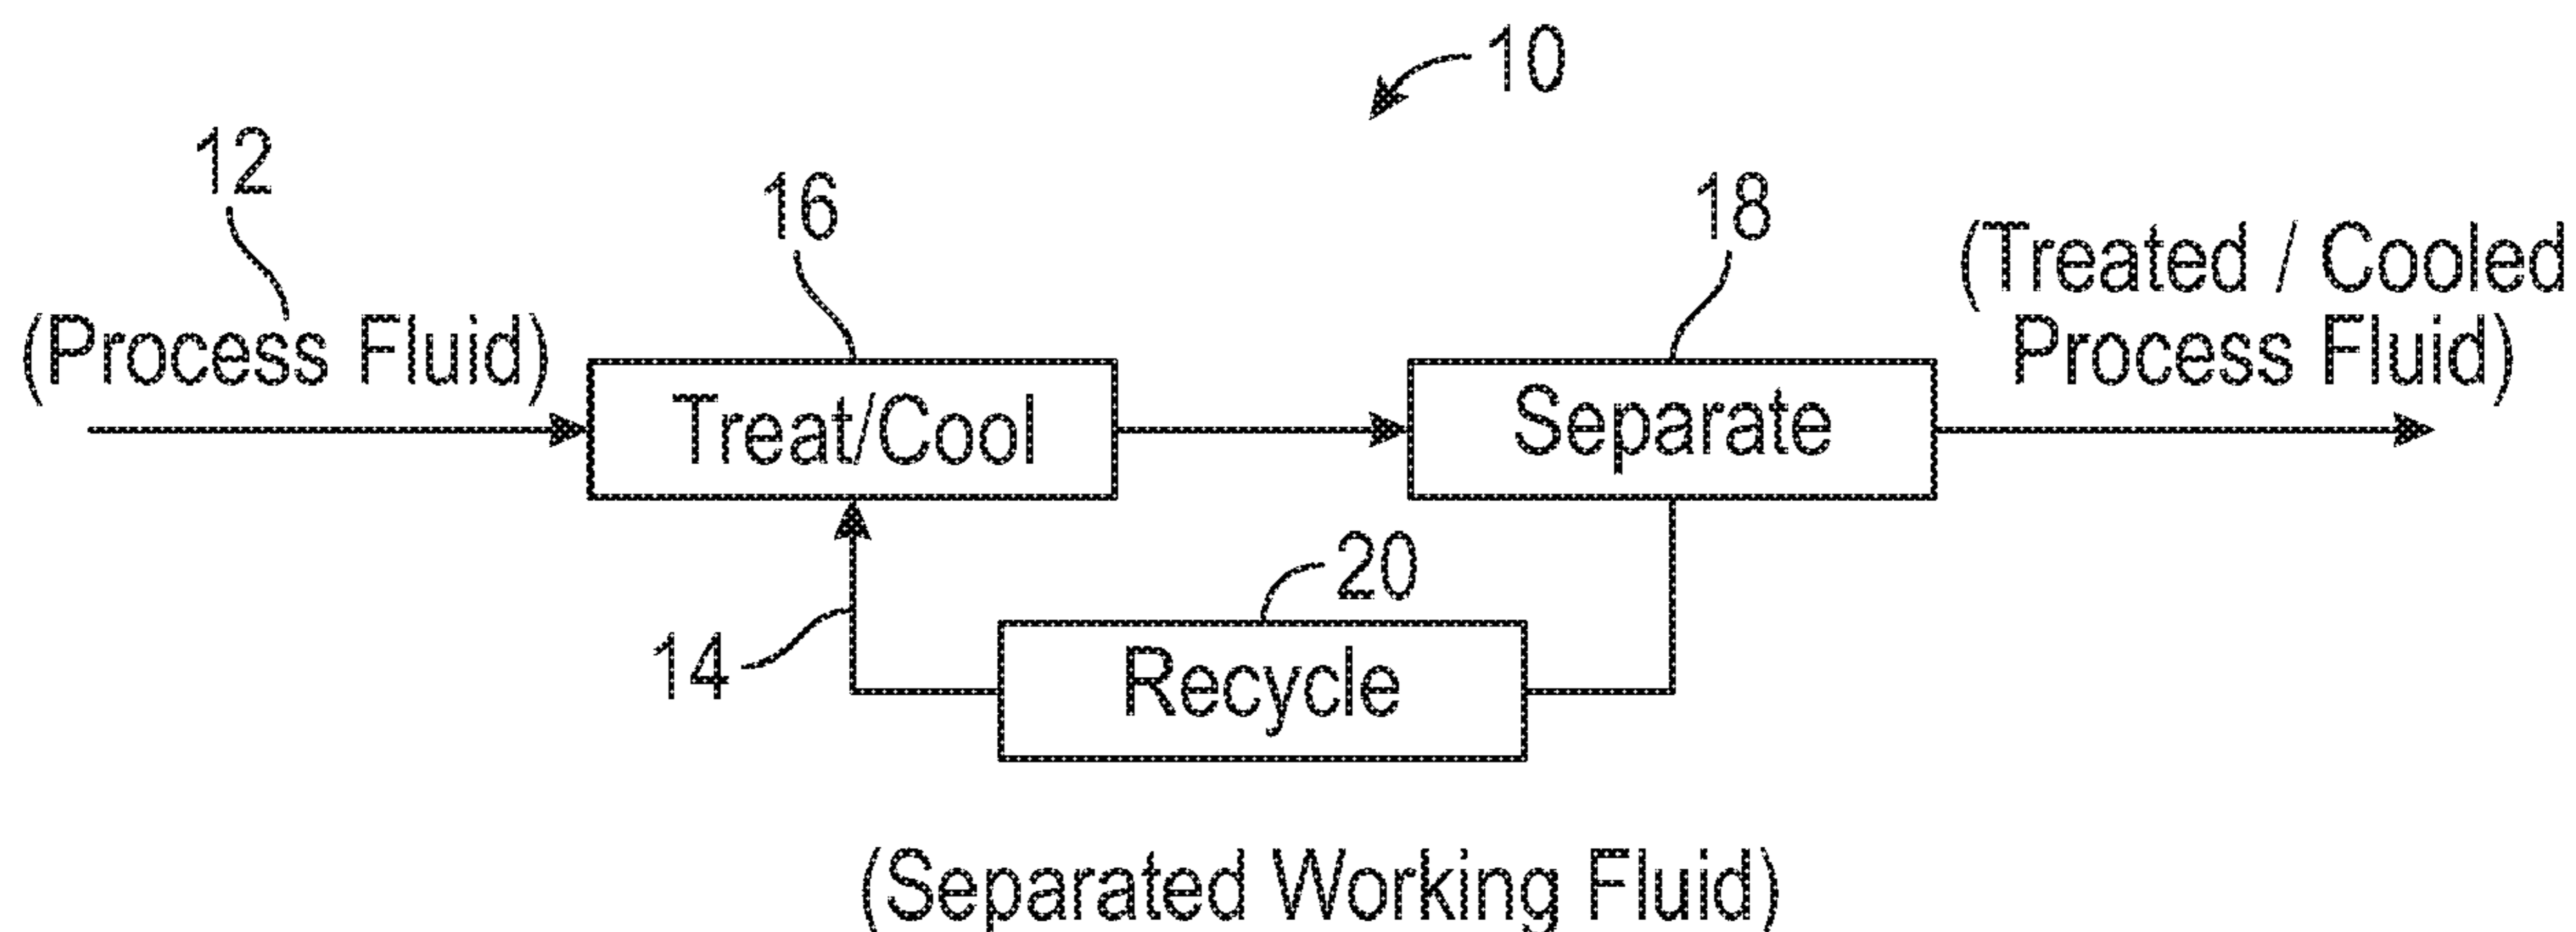 10
12
16
18
(Process Fluid)
(Treated / Cooled
Process Fluid)
Treat/Cool
Separate
20
14
Recycle
(Separated Working Fluid)